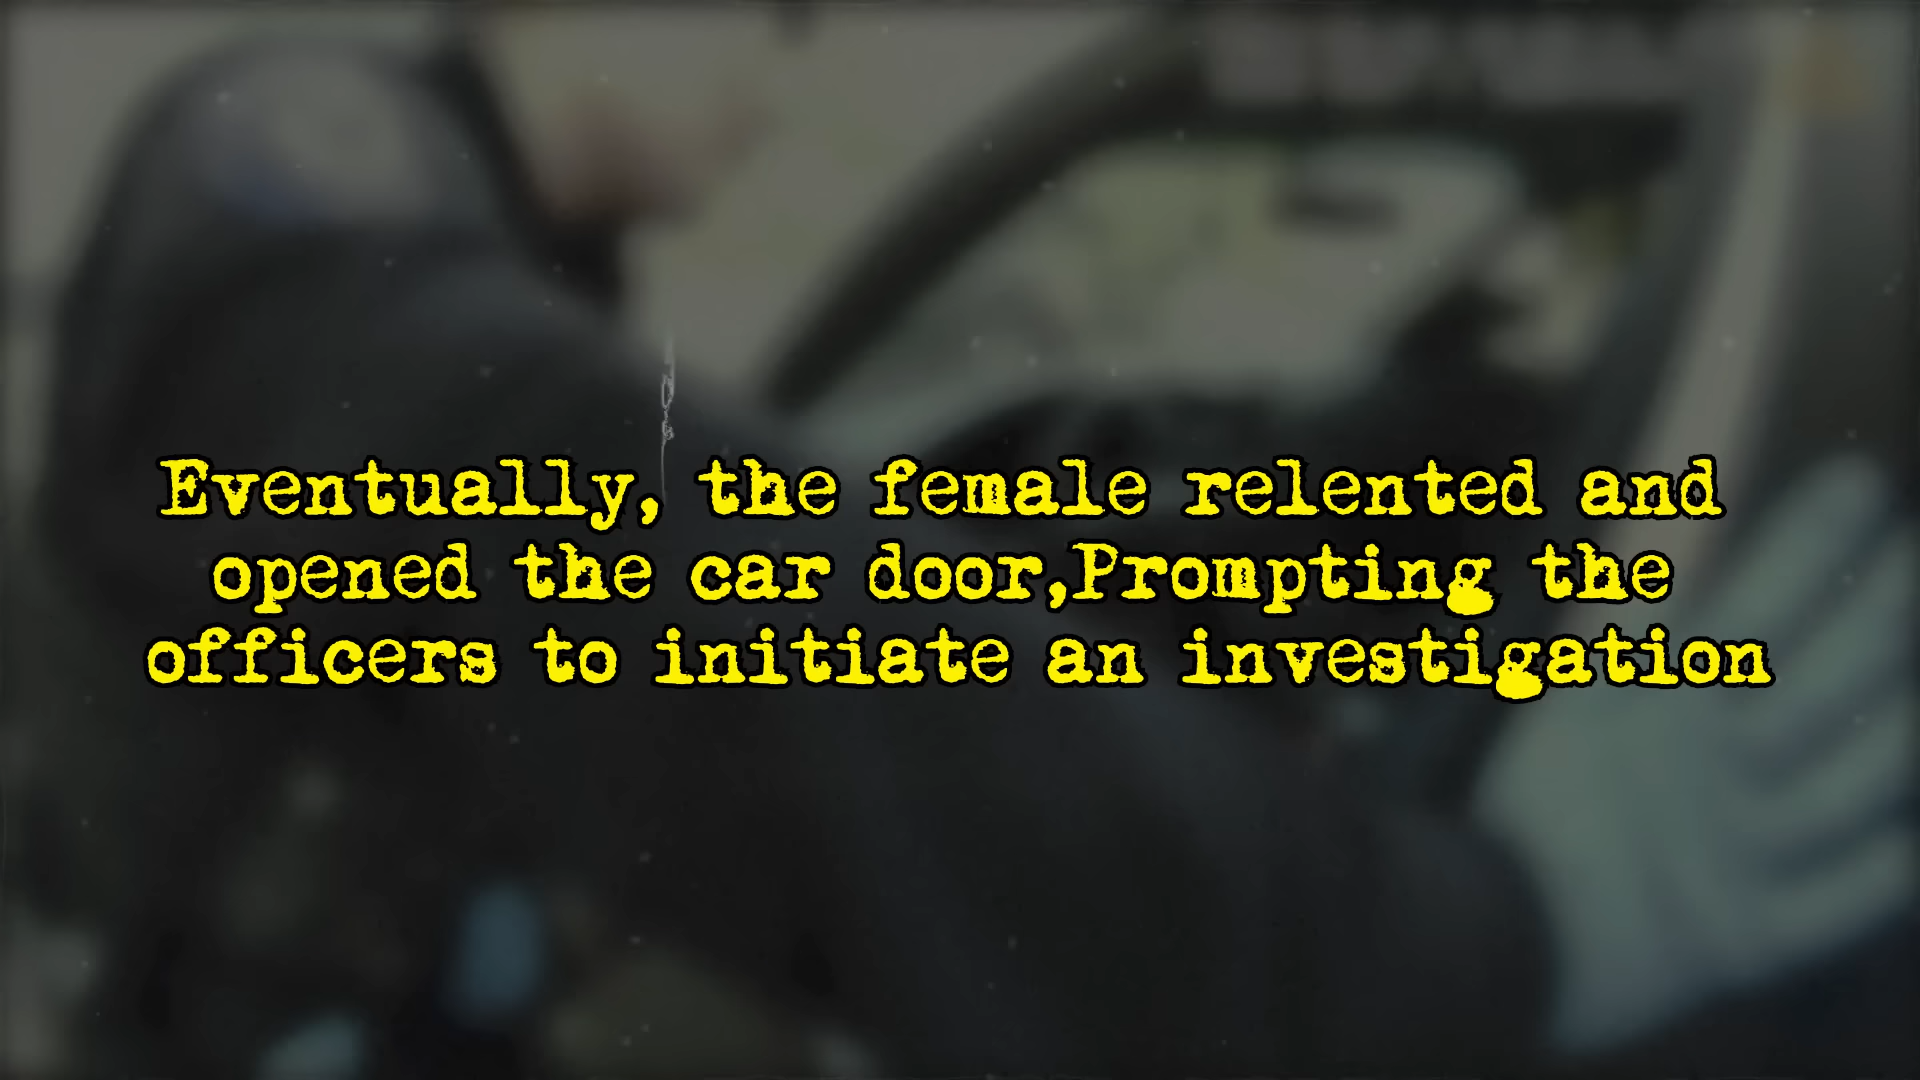 Eventually, the female relented and
opened the car door,Prompting the
officers to initiate an investigation